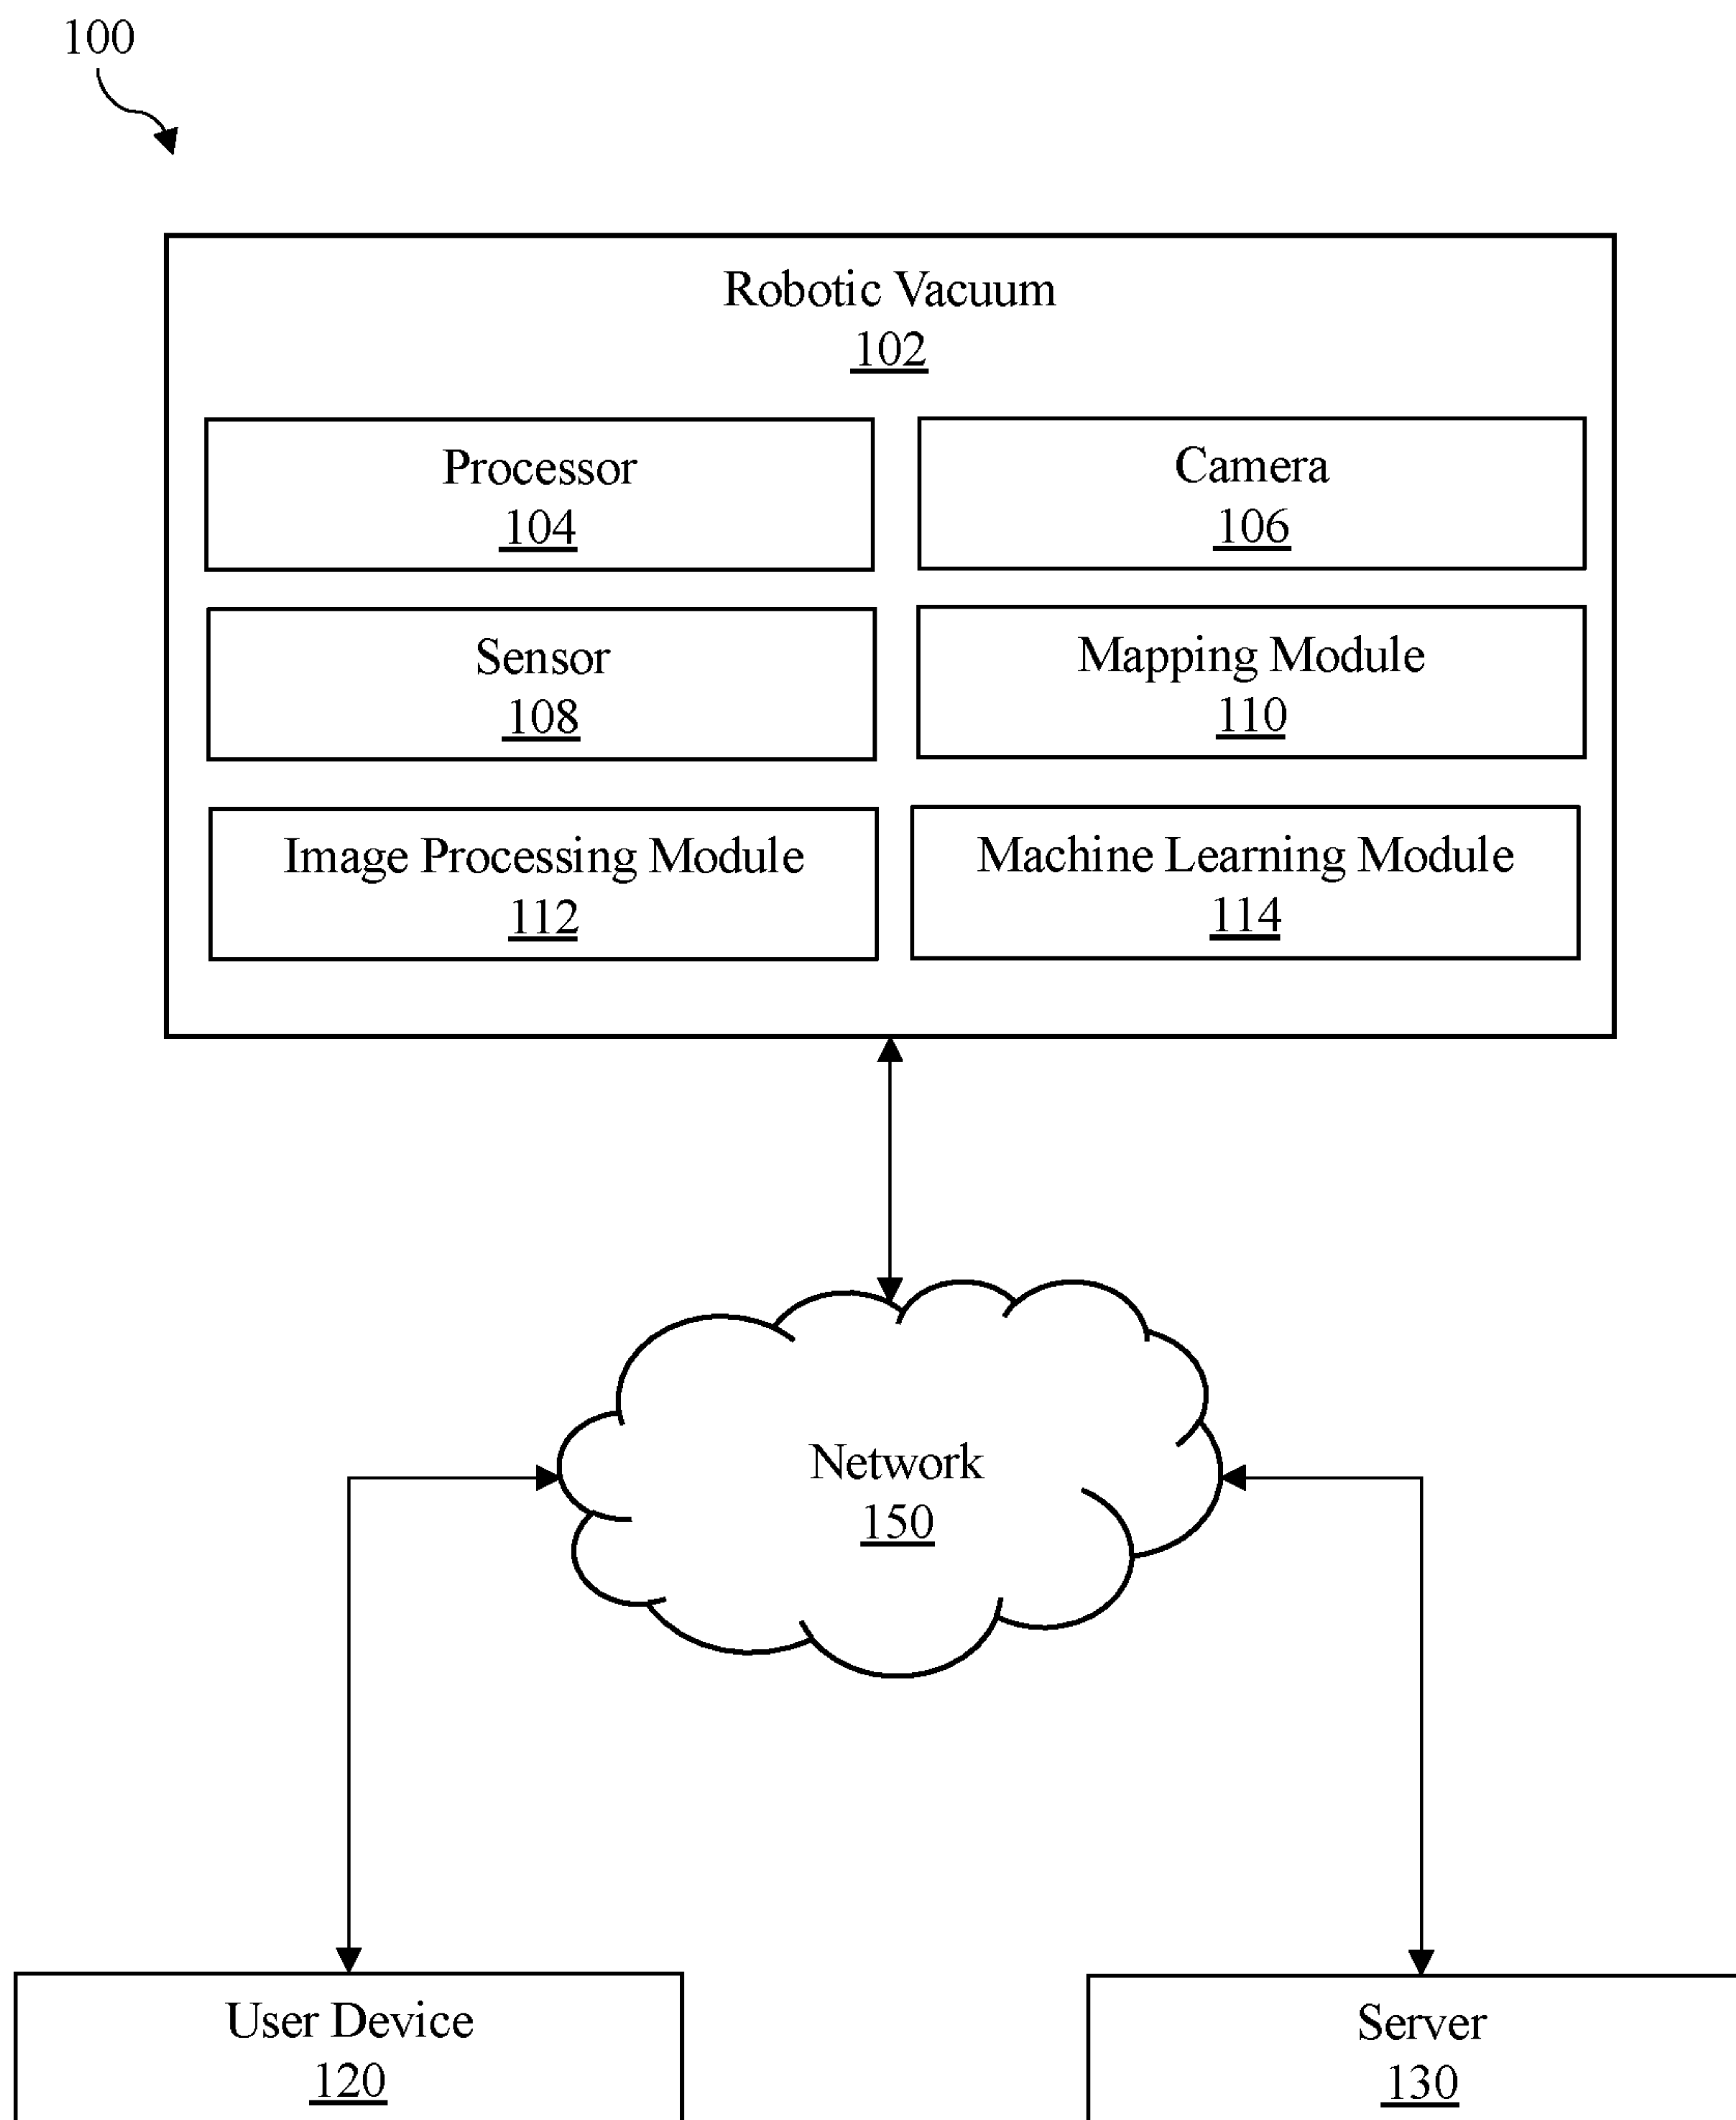 100
Robotic Vacuum
102
Processor
104
Camera
106
Sensor
108
Mapping Module
110
Image Processing Module
112
Machine Learning Module
114
Network
150
User Device
120
Server
130